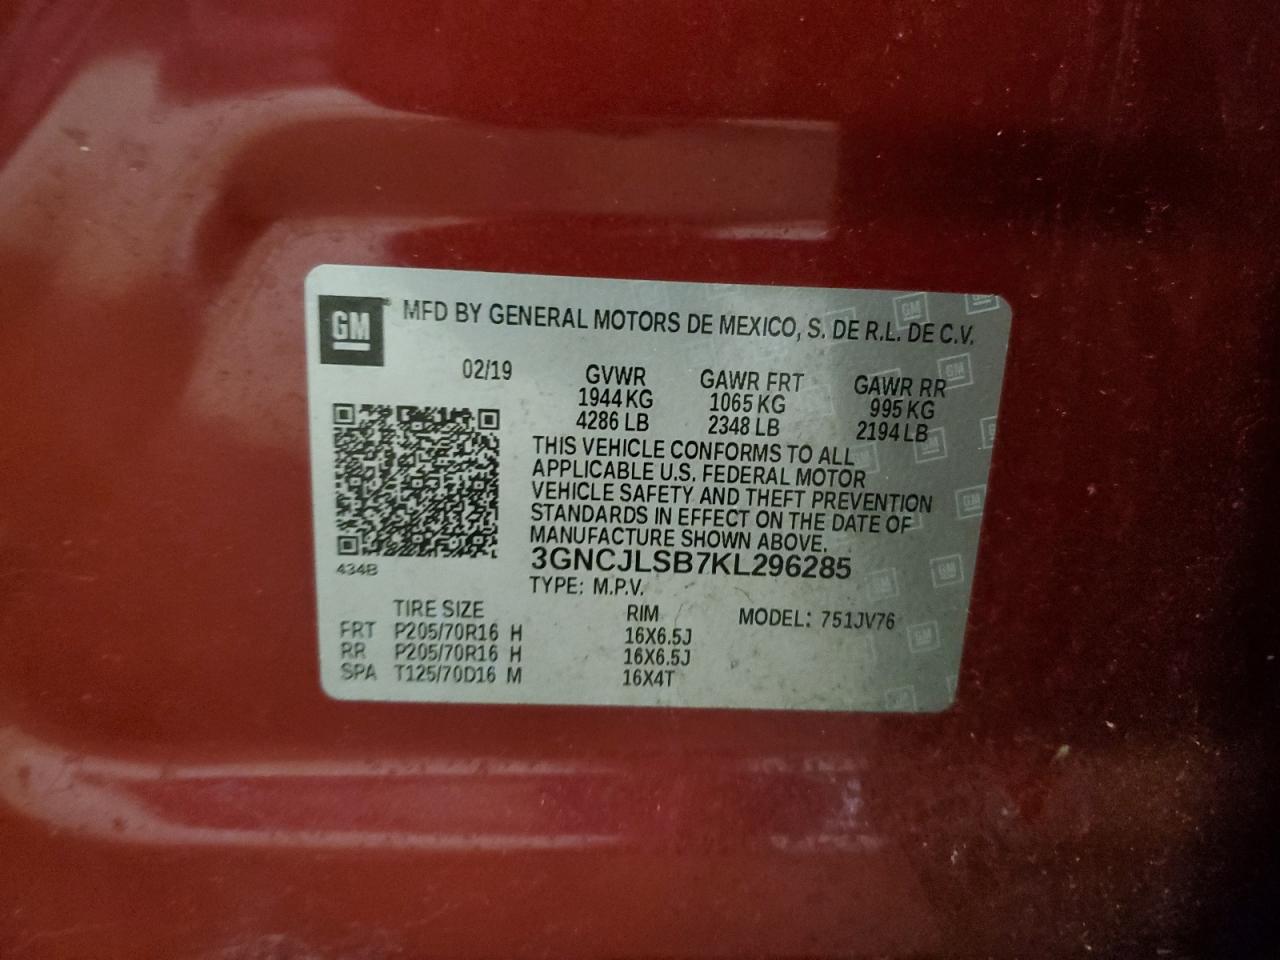 GM MFD BY GENERAL MOTORS DE MEXICO, S. DE R.L. DE C.V.
02/19 GVWR GAWR FRT GAWR RR
1944 KG 1065 KG 995 KG
4286 LB 2348 LB 2194 LB
THIS VEHICLE CONFORMS TO ALL
APPLICABLE U.S. FEDERAL MOTOR
VEHICLE SAFETY AND THEFT PREVENTION
STANDARDS IN EFFECT ON THE DATE OF
MANUFACTURE SHOWN ABOVE.
3GNCJLSB7KL296285
434B
TYPE: M.P.V.
TIRE SIZE RIM MODEL: 751JV76
FRT P205/70R16 H 16X6.5J
RR P205/70R16 H 16X6.5J
SPA T125/70D16 M 16X4T